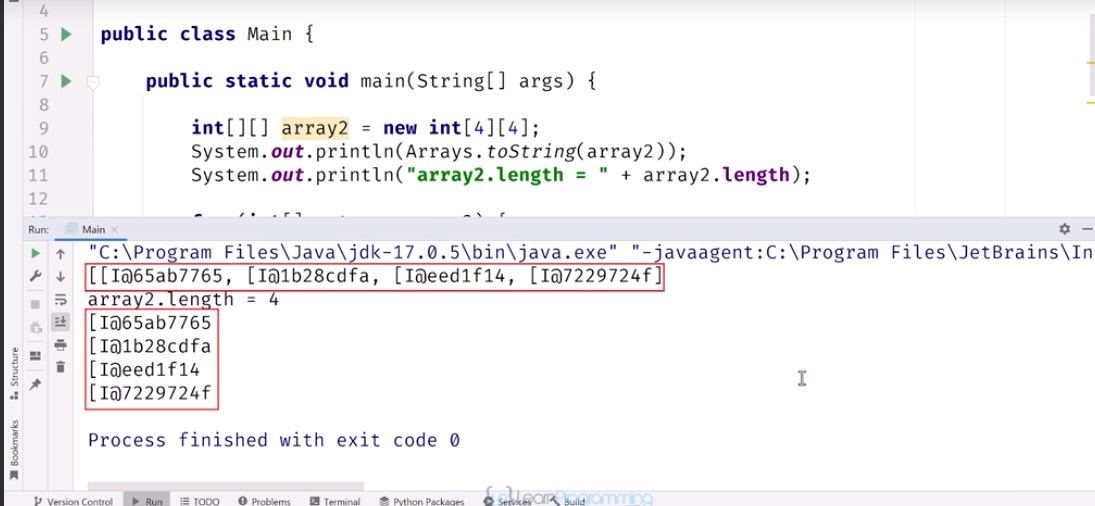 4
5 public class Main {
6
7 public static void main(String[] args) {
8
9 int[][] array2 = new int[4][4];
10 System.out.println(Arrays.toString(array2));
11 System.out.println("array2.length = " + array2.length);
12
Run: Main
"C:\Program Files\Java\jdk-17.0.5\bin\java.exe" "-javaagent:C:\Program Files\JetBrains\In
[[I@65ab7765, [I@1b28cdfa, [I@eed1f14, [I@7229724f]
array2.length = 4
[I@65ab7765
[I@1b28cdfa
[I@eed1f14
[I@7229724f
Process finished with exit code 0
Structure
Bookmarks
Version Control Run TODO Problems Terminal Python Packages Services Build
LearnProgramming